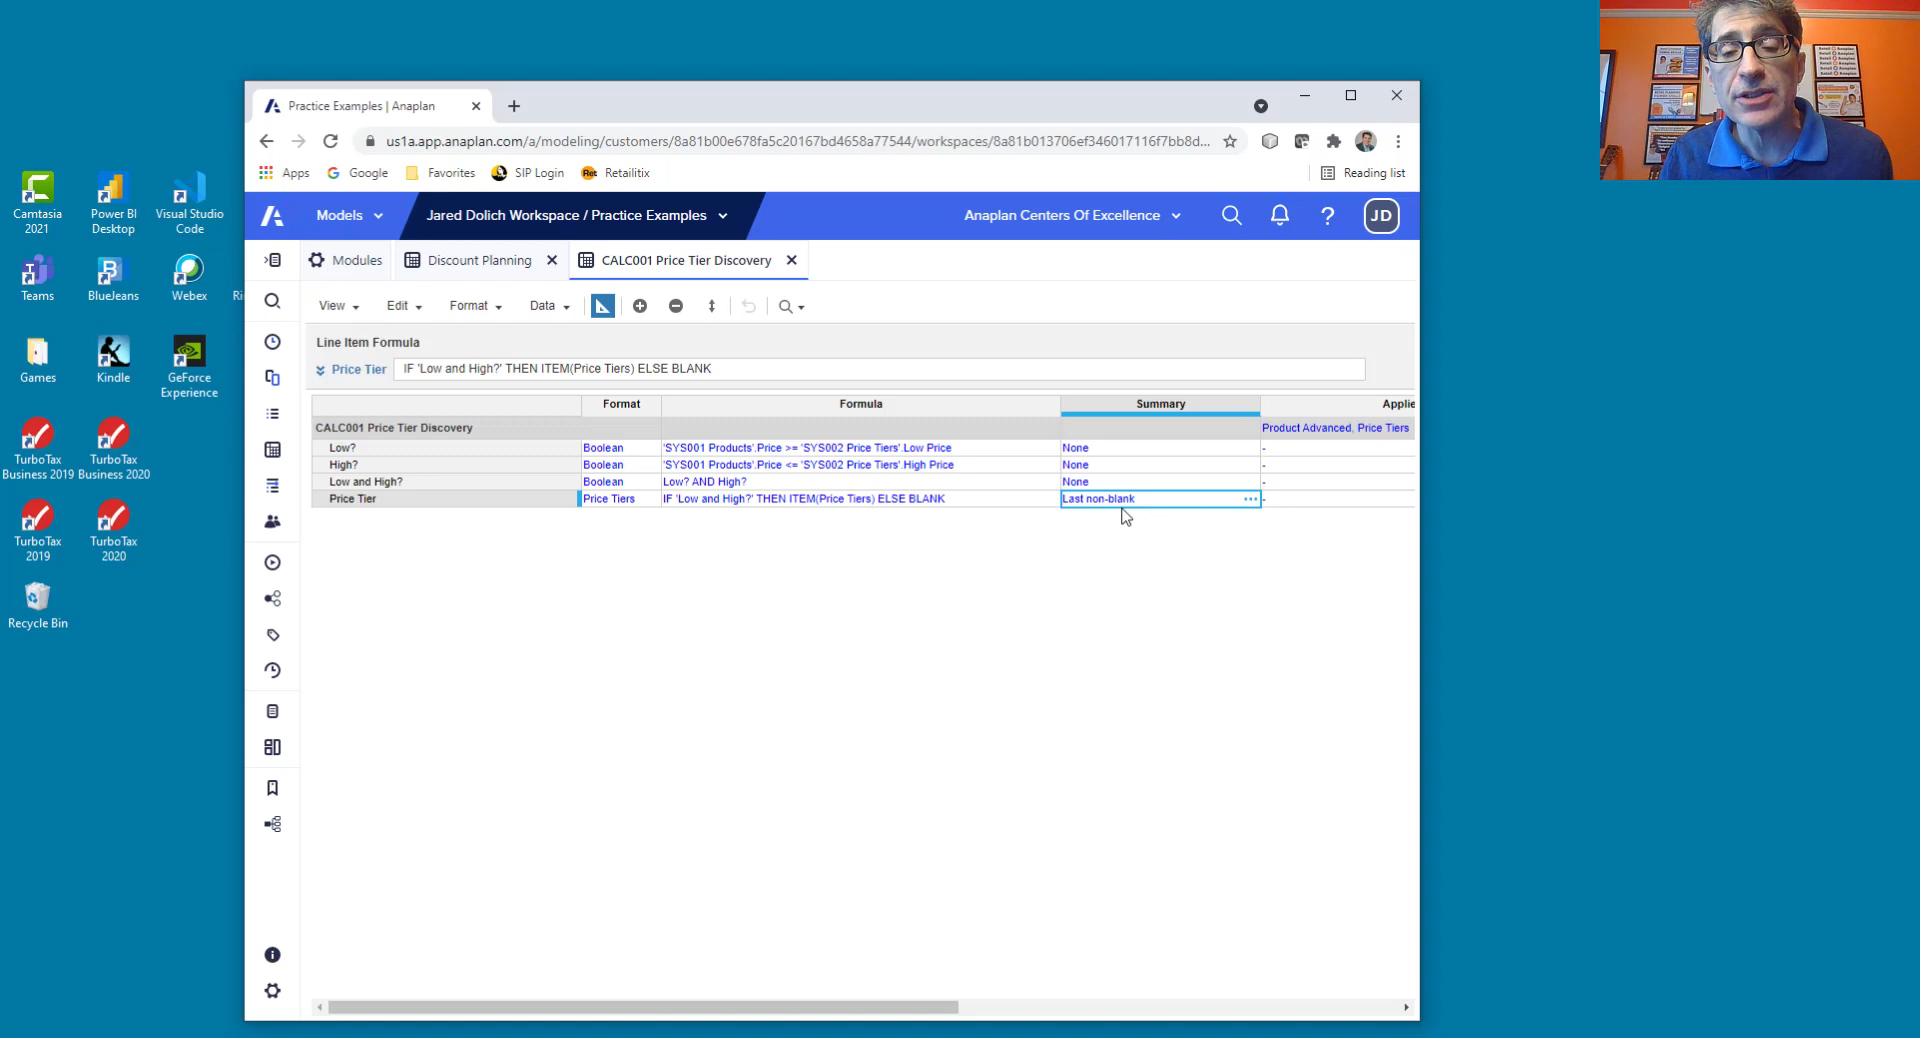 Practice Examples | Anaplan
us1a.app.anaplan.com/a/modeling/customers/8a81b00e678fa5c20167bd4658a77544/workspaces/8a81b013706ef346017116f7bb8d...
Apps Google Favorites SIP Login Retailitix Reading list
Models Jared Dolich Workspace / Practice Examples Anaplan Centers Of Excellence JD
Modules Discount Planning CALC001 Price Tier Discovery
View Edit Format Data
Line Item Formula
Price Tier IF 'Low and High?' THEN ITEM(Price Tiers) ELSE BLANK
Format Formula Summary Applie
CALC001 Price Tier Discovery Product Advanced, Price Tiers
Low? Boolean 'SYS001 Products'.Price >= 'SYS002 Price Tiers'.Low Price None -
High? Boolean 'SYS001 Products'.Price <= 'SYS002 Price Tiers'.High Price None -
Low and High? Boolean Low? AND High? None -
Price Tier Price Tiers IF 'Low and High?' THEN ITEM(Price Tiers) ELSE BLANK Last non-blank -
Camtasia 2021
Power BI Desktop
Visual Studio Code
Teams
BlueJeans
Webex
Ri
Games
Kindle
GeForce Experience
TurboTax Business 2019
TurboTax Business 2020
TurboTax 2019
TurboTax 2020
Recycle Bin